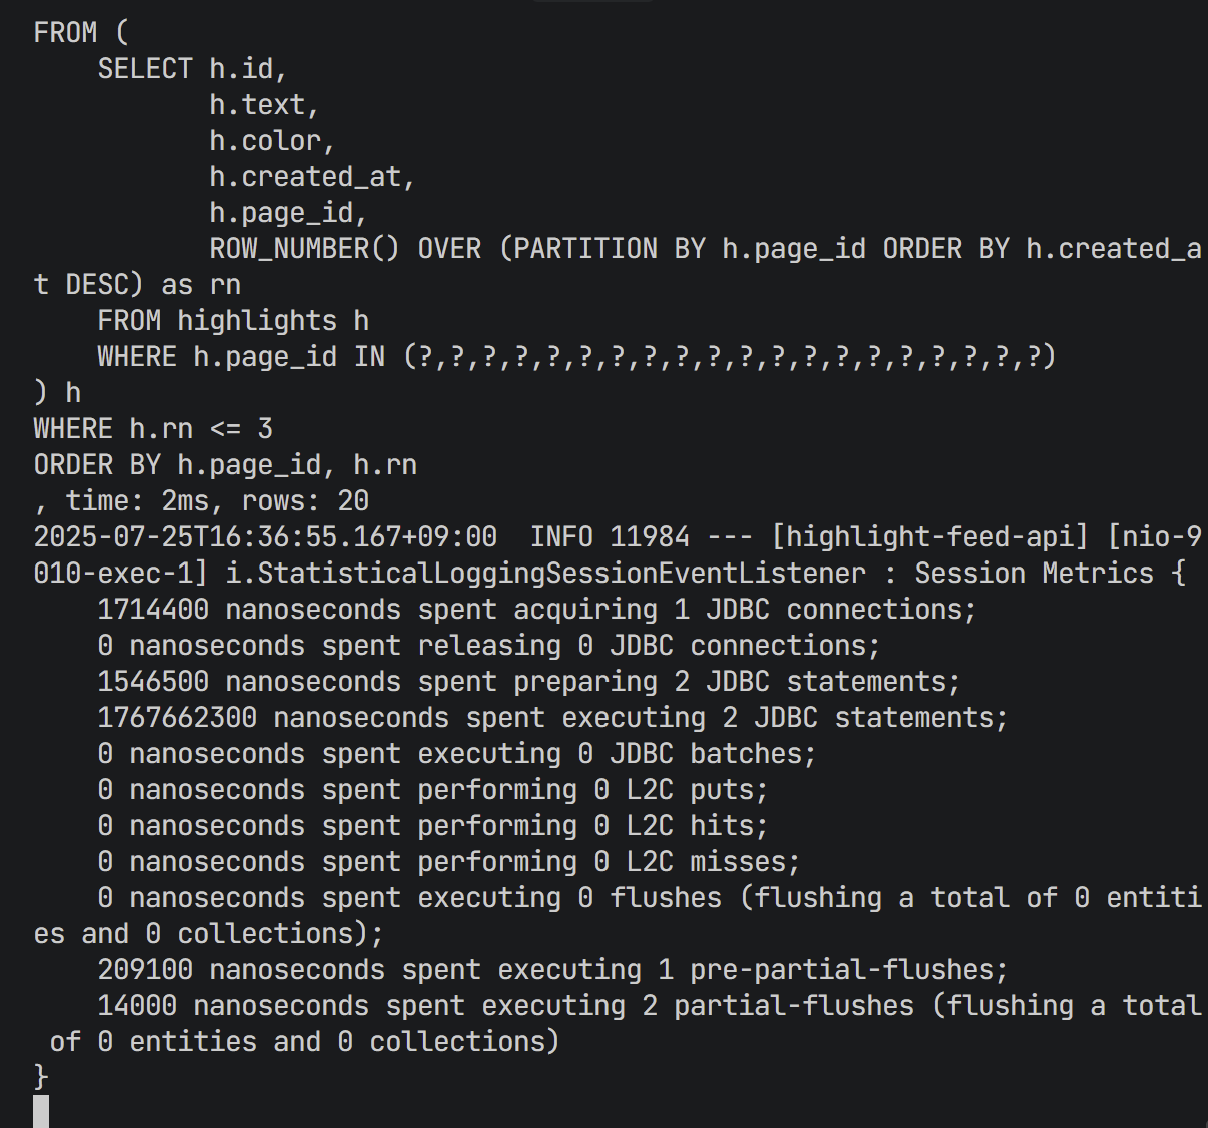 FROM (
    SELECT h.id,
           h.text,
           h.color,
           h.created_at,
           h.page_id,
           ROW_NUMBER() OVER (PARTITION BY h.page_id ORDER BY h.created_a
t DESC) as rn
    FROM highlights h
    WHERE h.page_id IN (?,?,?,?,?,?,?,?,?,?,?,?,?,?,?,?,?,?,?,?)
) h
WHERE h.rn <= 3
ORDER BY h.page_id, h.rn
, time: 2ms, rows: 20
2025-07-25T16:36:55.167+09:00  INFO 11984 --- [highlight-feed-api] [nio-9
010-exec-1] i.StatisticalLoggingSessionEventListener : Session Metrics {
    1714400 nanoseconds spent acquiring 1 JDBC connections;
    0 nanoseconds spent releasing 0 JDBC connections;
    1546500 nanoseconds spent preparing 2 JDBC statements;
    1767662300 nanoseconds spent executing 2 JDBC statements;
    0 nanoseconds spent executing 0 JDBC batches;
    0 nanoseconds spent performing 0 L2C puts;
    0 nanoseconds spent performing 0 L2C hits;
    0 nanoseconds spent performing 0 L2C misses;
    0 nanoseconds spent executing 0 flushes (flushing a total of 0 entiti
es and 0 collections);
    209100 nanoseconds spent executing 1 pre-partial-flushes;
    14000 nanoseconds spent executing 2 partial-flushes (flushing a total
 of 0 entities and 0 collections)
}